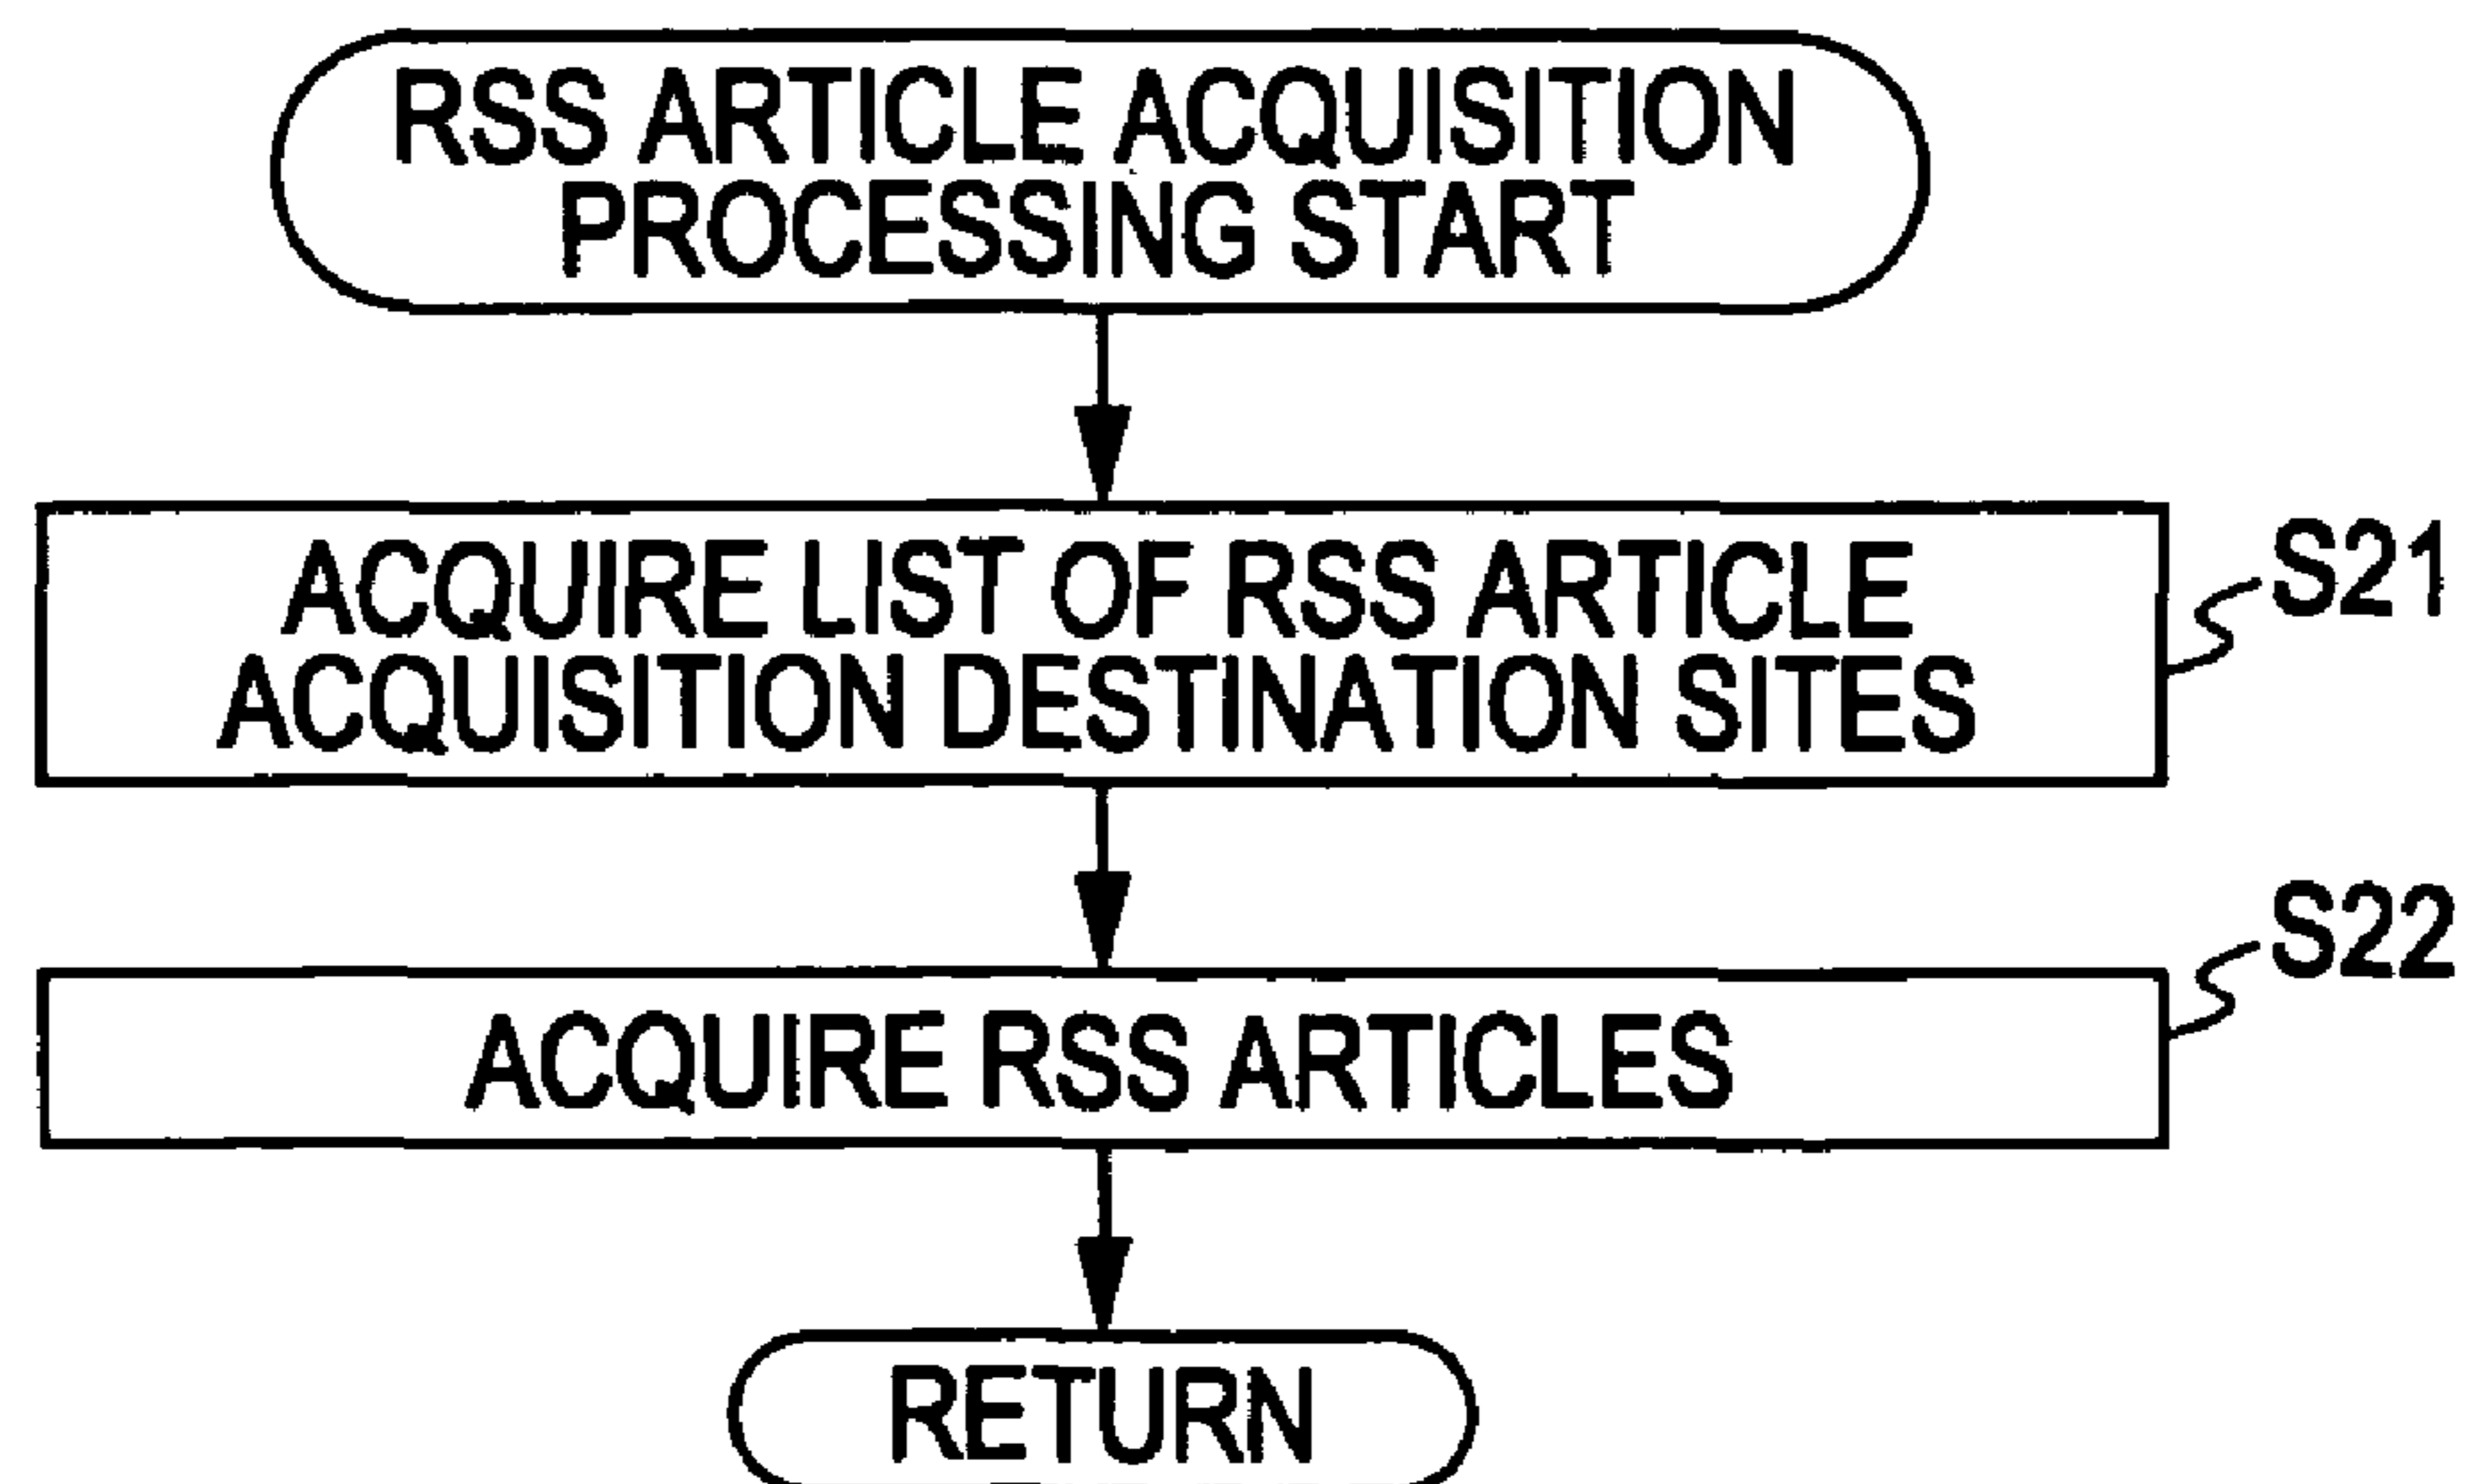 RSS ARTICLE ACQUISITION
PROCESSING START
ACQUIRE LIST OF RSS ARTICLE
ACQUISITION DESTINATION SITES
S21
ACQUIRE RSS ARTICLES
S22
RETURN